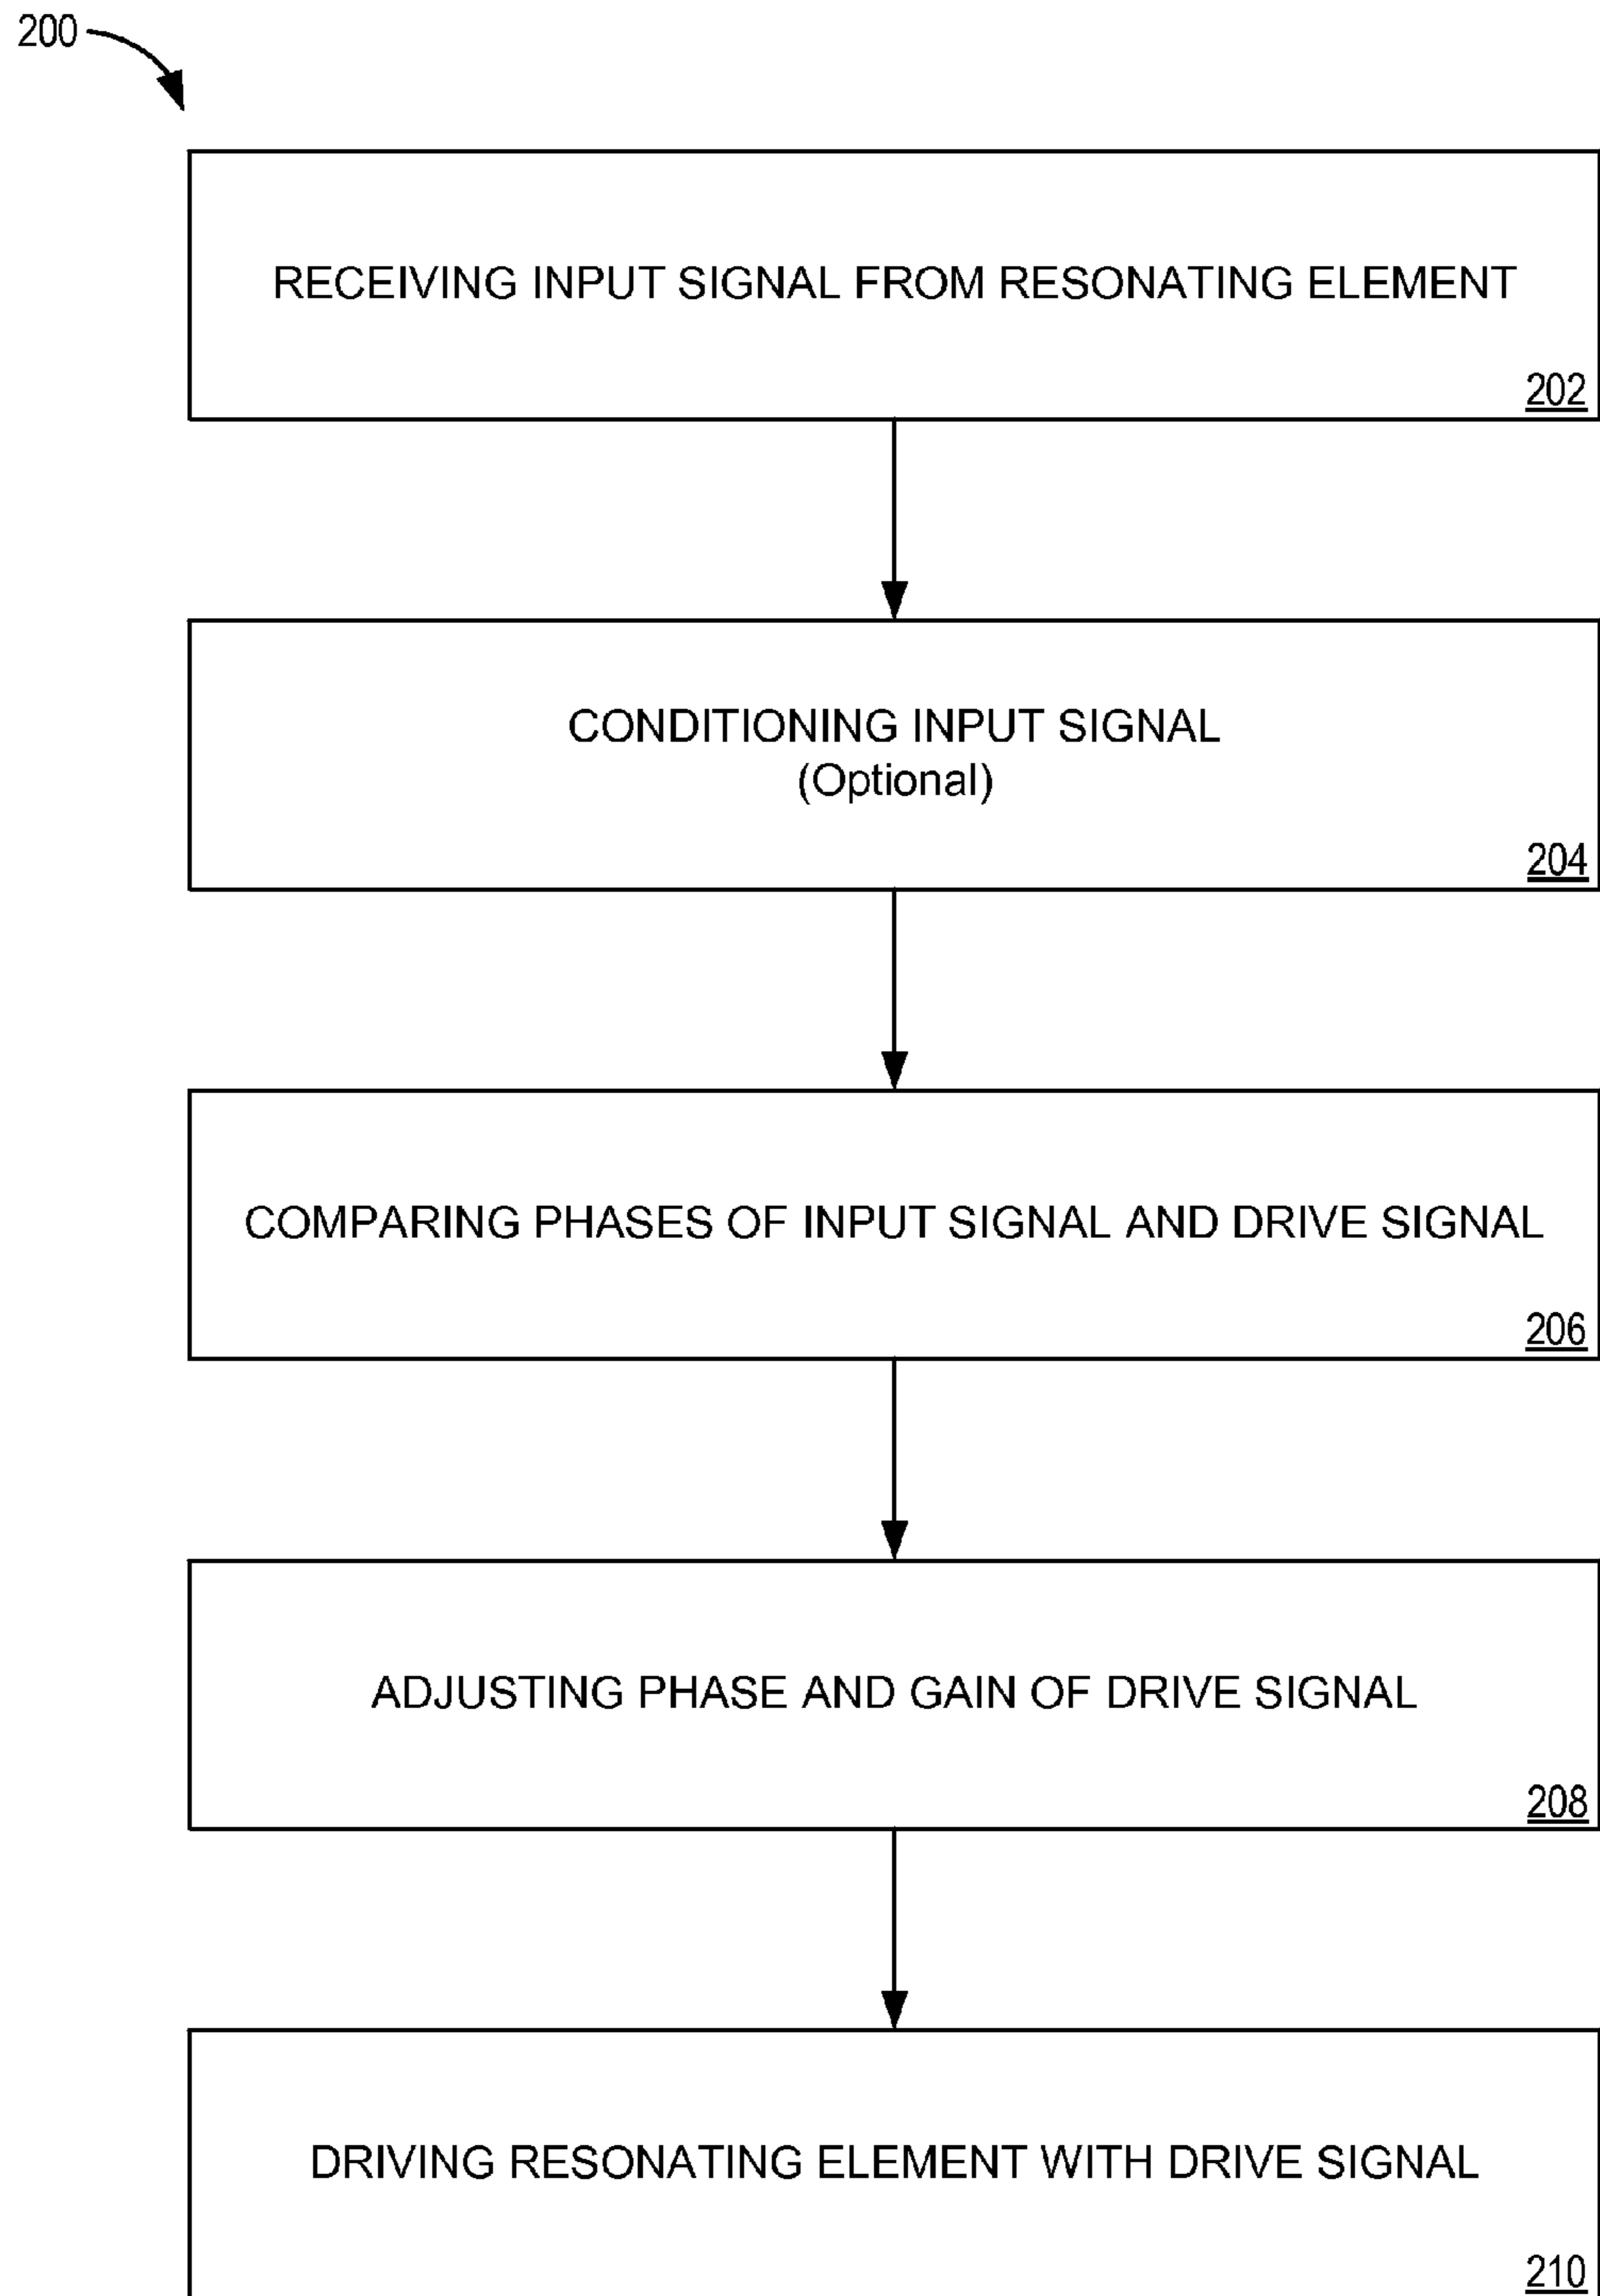 200
RECEIVING INPUT SIGNAL FROM RESONATING ELEMENT
202
CONDITIONING INPUT SIGNAL
(Optional)
204
COMPARING PHASES OF INPUT SIGNAL AND DRIVE SIGNAL
206
ADJUSTING PHASE AND GAIN OF DRIVE SIGNAL
208
DRIVING RESONATING ELEMENT WITH DRIVE SIGNAL
210